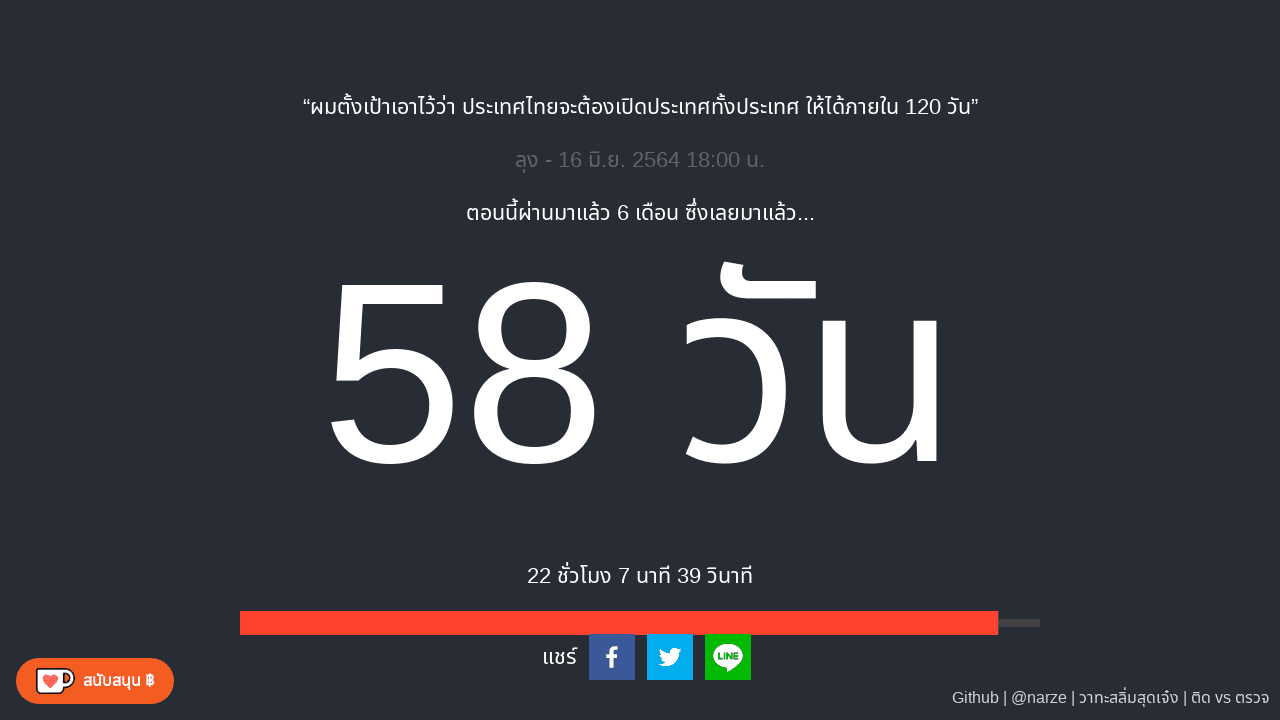 “ผมตั้งเป้าเอาไว้ว่า ประเทศไทยจะต้องเปิดประเทศทั้งประเทศ ให้ได้ภายใน 120 วัน”
ลุง - 16 มิ.ย. 2564 18:00 น.
ตอนนี้ผ่านมาแล้ว 6 เดือน ซึ่งเลยมาแล้ว...
58 วัน
22 ชั่วโมง 7 นาที 39 วินาที
แชร์
LINE
สนับสนุน ฿
Github | @narze | วาทะสลิ่มสุดเจ๋ง | ติด vs ตรวจ